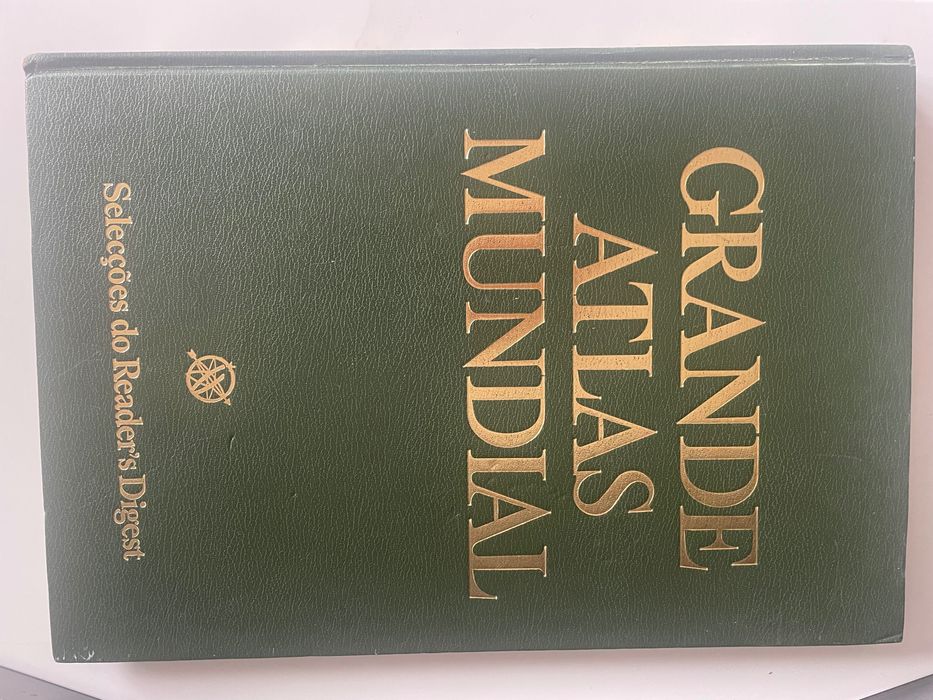 GRANDE
ATLAS
MUNDIAL
Selecções do Reader's Digest